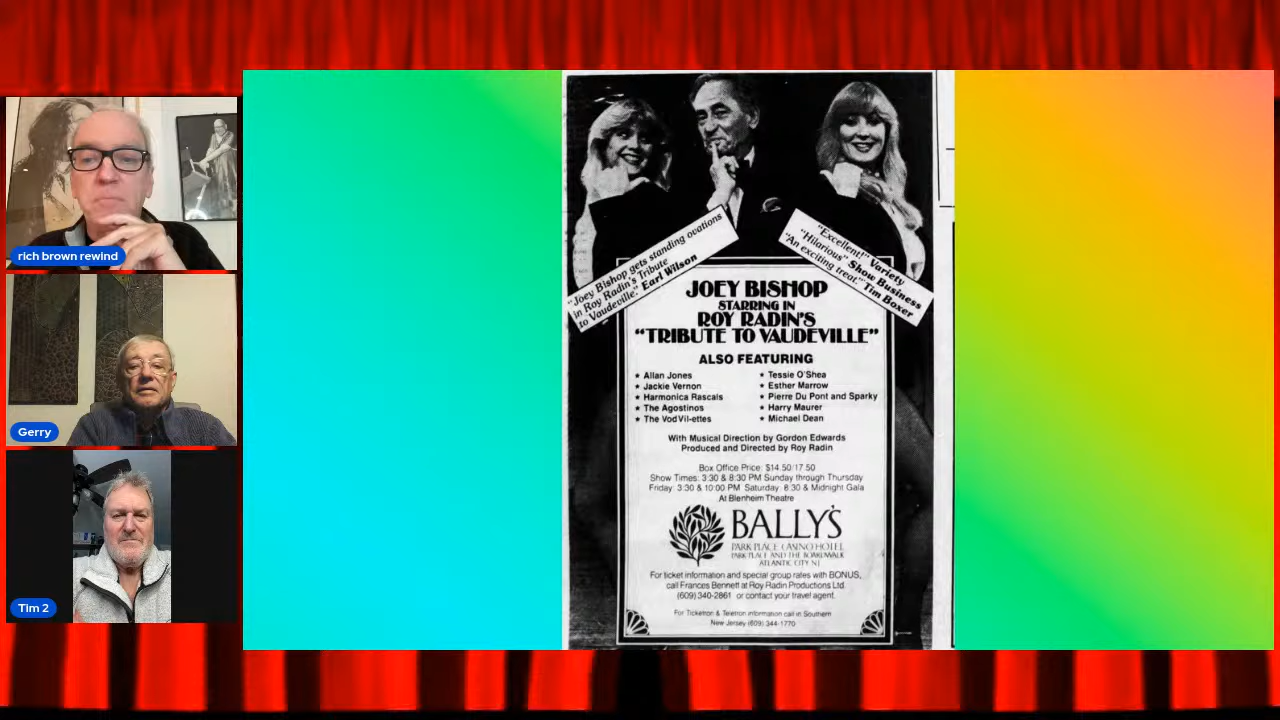 rich brown rewind
Gerry
Tim 2
"Joey Bishop gets standing ocations
in Roy Radin's Tribute
to Vaudeville." Earl Wilson
"Excellent!" Variety
"Hilarious" Show Business
"An exciting treat." Tim Boxer
JOEY BISHOP
STARRING IN
ROY RADIN'S
"TRIBUTE TO VAUDEVILLE"
ALSO FEATURING
★ Allan Jones
★ Jackie Vernon
★ Harmonica Rascals
★ The Agostinos
★ The VodVil-ettes
★ Tessie O'Shea
★ Esther Marrow
★ Pierre Du Pont and Sparky
★ Harry Maurer
★ Michael Dean
With Musical Direction by Gordon Edwards
Produced and Directed by Roy Radin
Box Office Price: $14.50/17.50
Show Times: 3:30 & 8:30 PM Sunday through Thursday
Friday: 3:30 & 10:00 PM Saturday: 8:30 & Midnight Gala
At Blenheim Theatre
BALLY'S
PARK PLACE CASINO HOTEL
PARK PLACE AND THE BOARDWALK
ATLANTIC CITY NJ
For ticket information and special group rates with BONUS,
call Frances Bennett at Roy Radin Productions Ltd.
(609) 340-2861 or contact your travel agent.
For Ticketron & Teletron information call in Southern
New Jersey (609) 344-1770